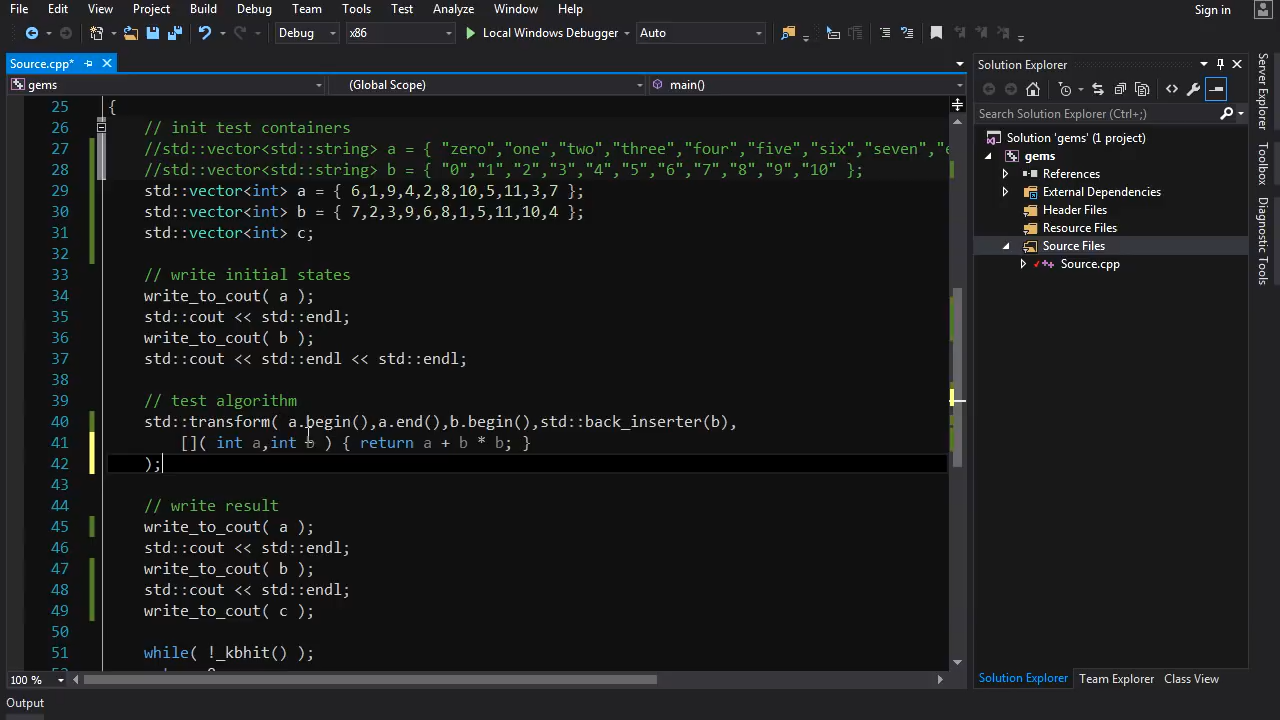 File Edit View Project Build Debug Team Tools Test Analyze Window Help Sign in
Debug x86 Local Windows Debugger Auto
Source.cpp* Solution Explorer
gems (Global Scope) main()
Search Solution Explorer (Ctrl+;)
Solution 'gems' (1 project)
gems
References
External Dependencies
Header Files
Resource Files
Source Files
Source.cpp
Server Explorer
Toolbox
Diagnostic Tools
25 {
26 // init test containers
27 //std::vector<std::string> a = { "zero","one","two","three","four","five","six","seven","e
28 //std::vector<std::string> b = { "0","1","2","3","4","5","6","7","8","9","10" };
29 std::vector<int> a = { 6,1,9,4,2,8,10,5,11,3,7 };
30 std::vector<int> b = { 7,2,3,9,6,8,1,5,11,10,4 };
31 std::vector<int> c;
32
33 // write initial states
34 write_to_cout( a );
35 std::cout << std::endl;
36 write_to_cout( b );
37 std::cout << std::endl << std::endl;
38
39 // test algorithm
40 std::transform( a.begin(),a.end(),b.begin(),std::back_inserter(b),
41 []( int a,int b ) { return a + b * b; }
42 );
43
44 // write result
45 write_to_cout( a );
46 std::cout << std::endl;
47 write_to_cout( b );
48 std::cout << std::endl;
49 write_to_cout( c );
50
51 while( !_kbhit() );
100 %
Solution Explorer Team Explorer Class View
Output